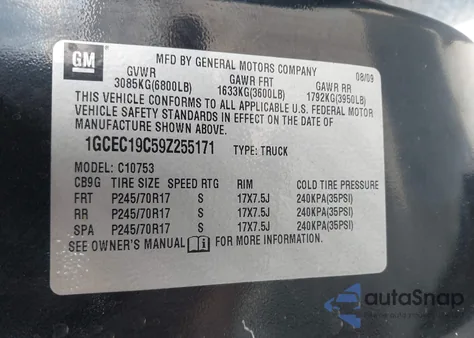 GM
MFD BY GENERAL MOTORS COMPANY
08/09
GVWR GAWR FRT GAWR RR
3085KG(6800LB) 1633KG(3600LB) 1792KG(3950LB)
THIS VEHICLE CONFORMS TO ALL APPLICABLE U.S. FEDERAL MOTOR
VEHICLE SAFETY STANDARDS IN EFFECT ON THE DATE OF
MANUFACTURE SHOWN ABOVE.
1GCEC19C59Z255171 TYPE: TRUCK
MODEL: C10753
CB9G TIRE SIZE SPEED RTG RIM COLD TIRE PRESSURE
FRT P245/70R17 S 17X7.5J 240KPA(35PSI)
RR P245/70R17 S 17X7.5J 240KPA(35PSI)
SPA P245/70R17 S 17X7.5J 240KPA(35PSI)
SEE OWNER'S MANUAL FOR MORE INFORMATION.
autoSnap